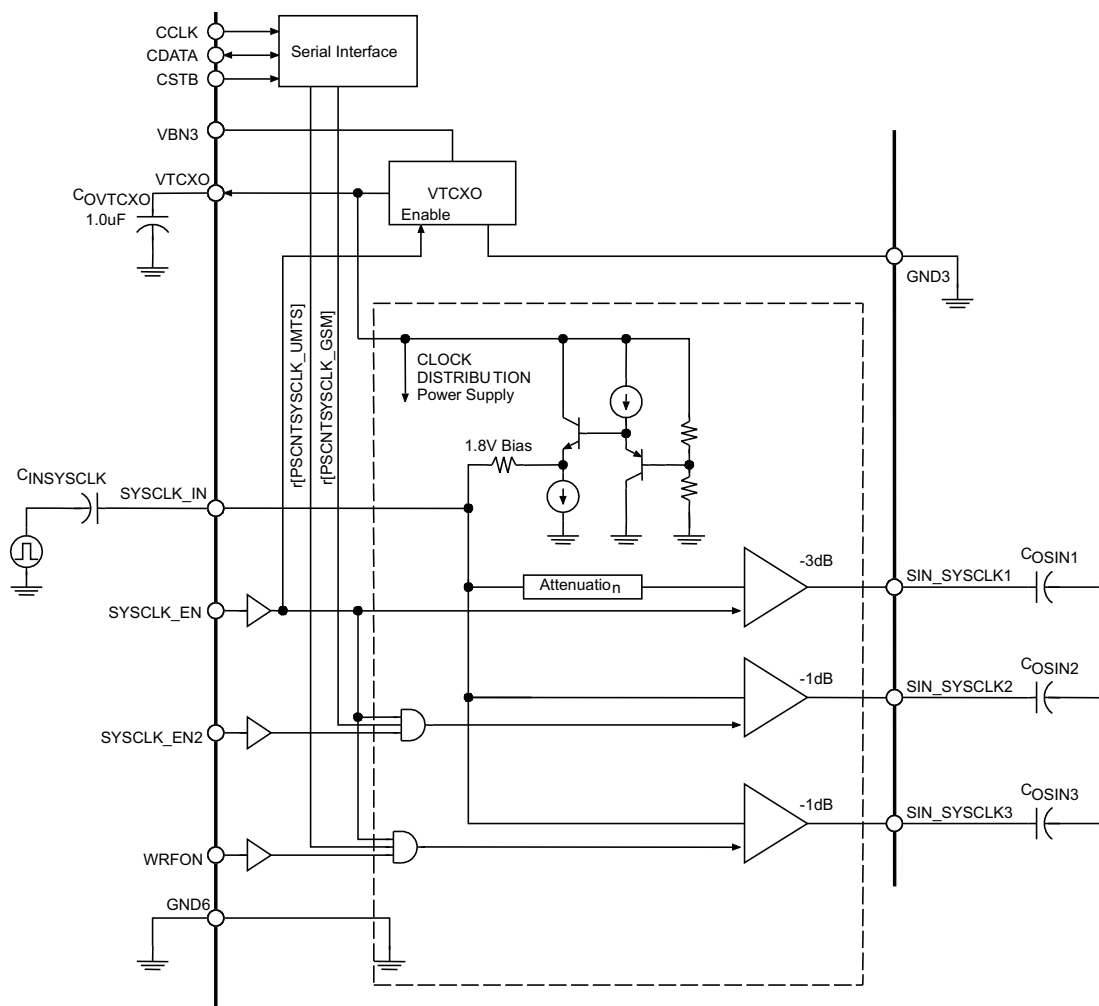 CCLK
CDATA
CSTB
Serial Interface
VBN3
VTCXO
COVTCXO
1.0uF
VTCXO
Enable
GND3
r[PSCNTSYSCLK_UMTS]
r[PSCNTSYSCLK_GSM]
CLOCK
DISTRIBUTION
Power Supply
1.8V Bias
CINSYSCLK
SYSCLK_IN
-3dB
Attenuation
SIN_SYSCLK1
COSIN1
SYSCLK_EN
-1dB
SIN_SYSCLK2
COSIN2
SYSCLK_EN2
-1dB
SIN_SYSCLK3
COSIN3
WRFON
GND6